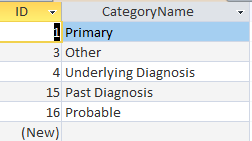 ID CategoryName
1 Primary
3 Other
4 Underlying Diagnosis
15 Past Diagnosis
16 Probable
(New)